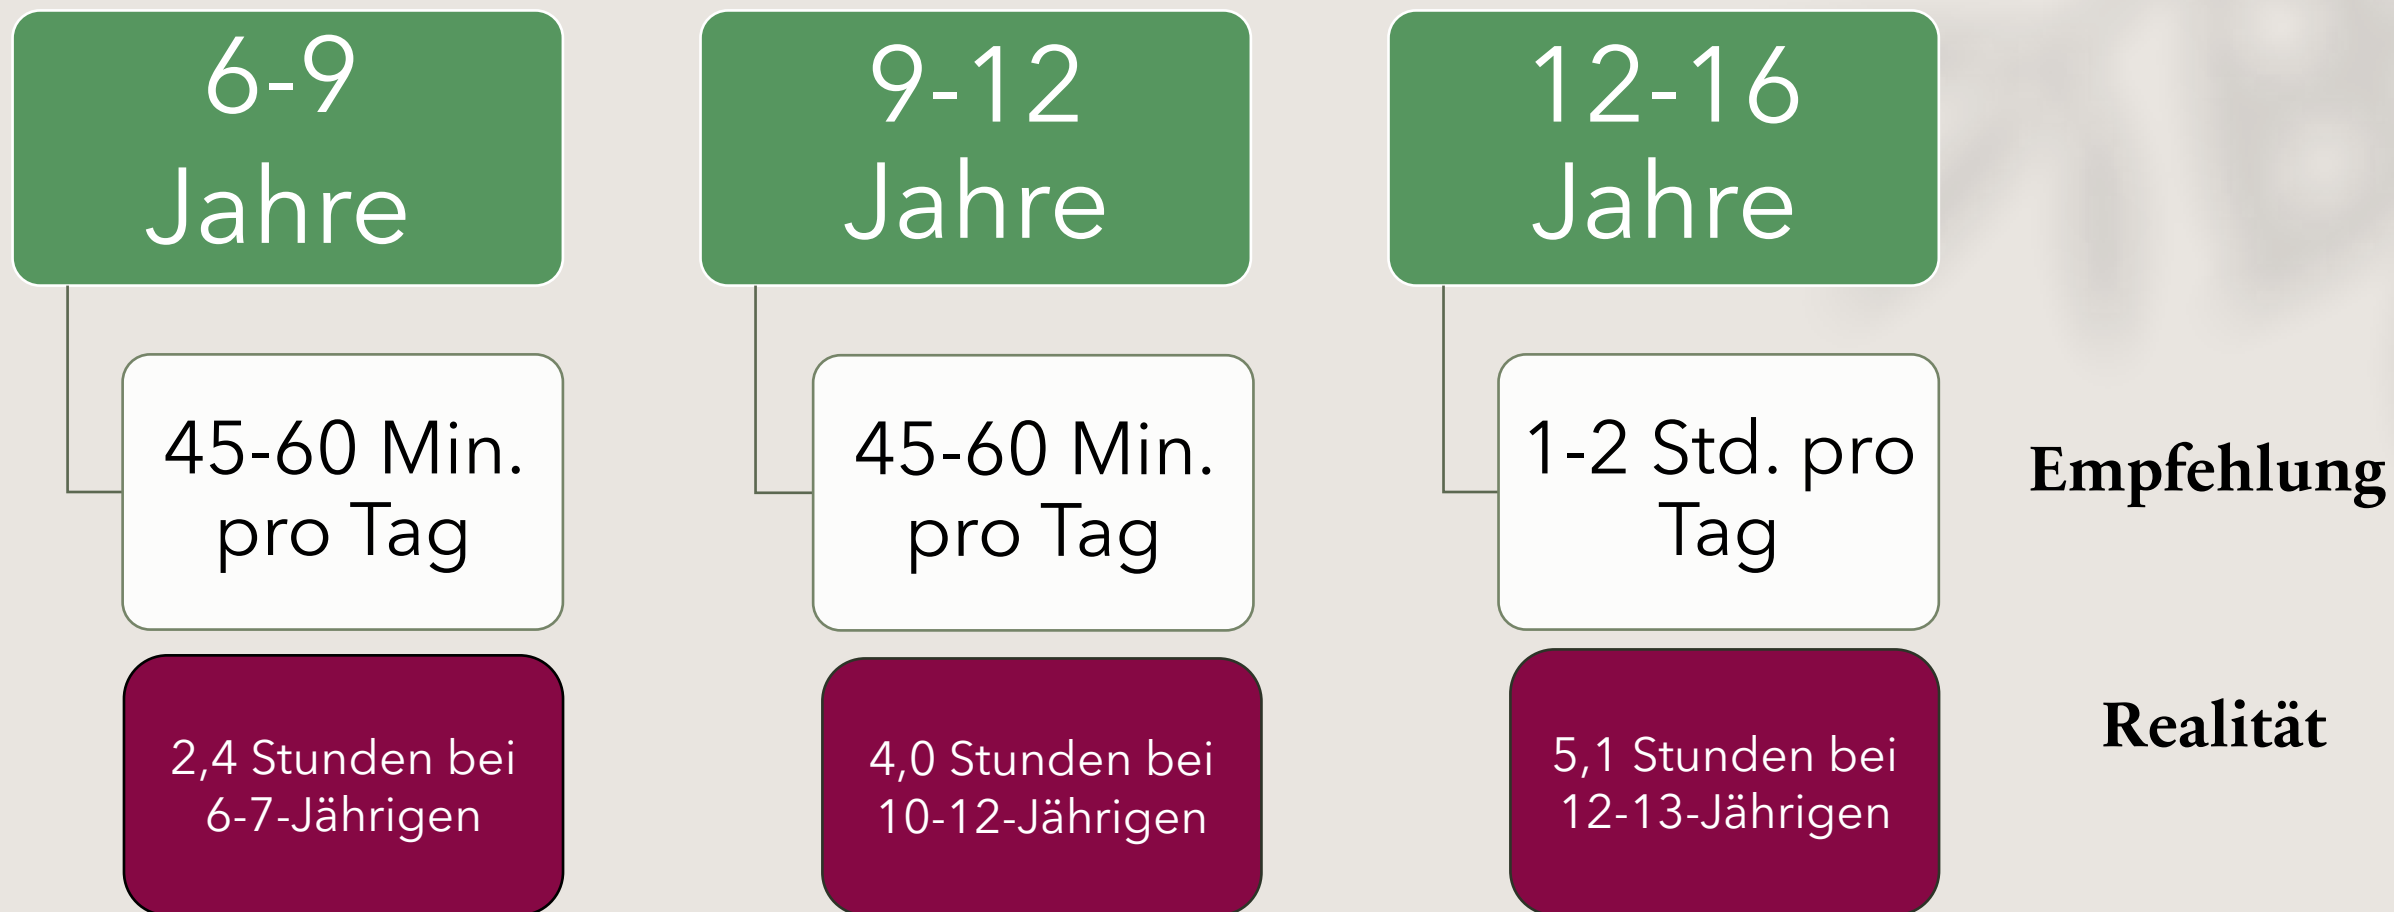 6-9
Jahre
9-12
Jahre
12-16
Jahre
45-60 Min.
pro Tag
45-60 Min.
pro Tag
1-2 Std. pro
Tag
Empfehlung
2,4 Stunden bei
6-7-Jährigen
4,0 Stunden bei
10-12-Jährigen
5,1 Stunden bei
12-13-Jährigen
Realität